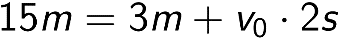 15m = 3m + v₀ · 2s